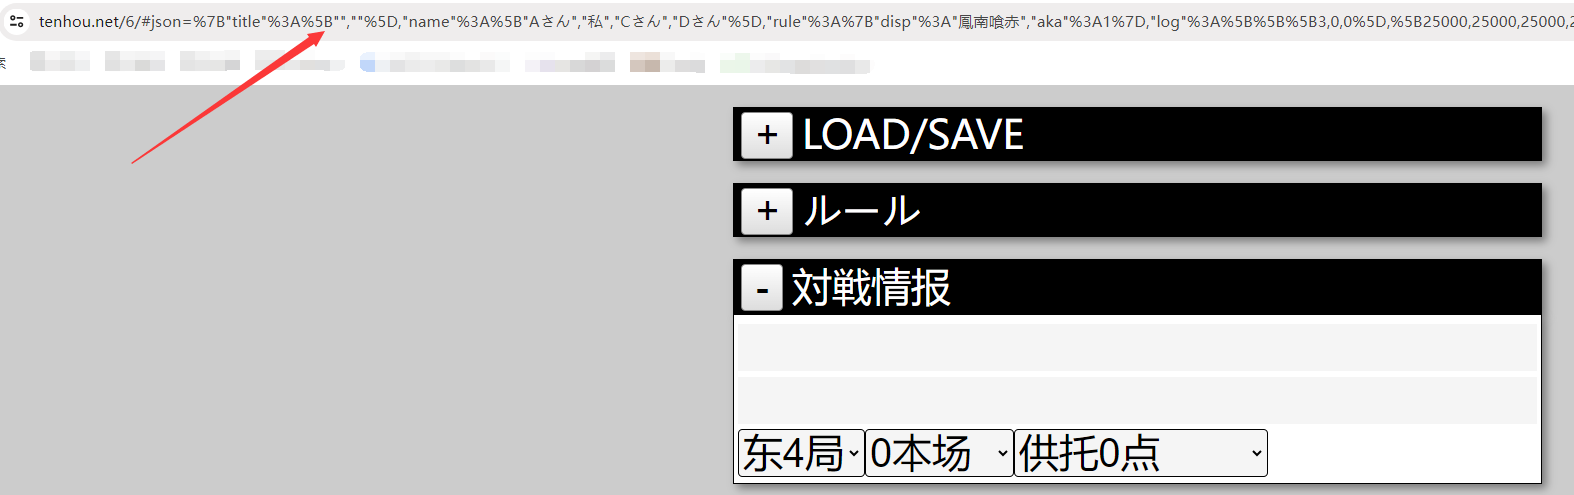 tenhou.net/6/#json=%7B"title"%3A%5B"",""%5D,"name"%3A%5B"Aさん","私","Cさん","Dさん"%5D,"rule"%3A%7B"disp"%3A"鳳南喰赤","aka"%3A1%7D,"log"%3A%5B%5B%5B3,0,0%5D,%5B25000,25000,25000,2
索
+ LOAD/SAVE
+ ルール
- 対戦情报
东4局 0本场 供托0点